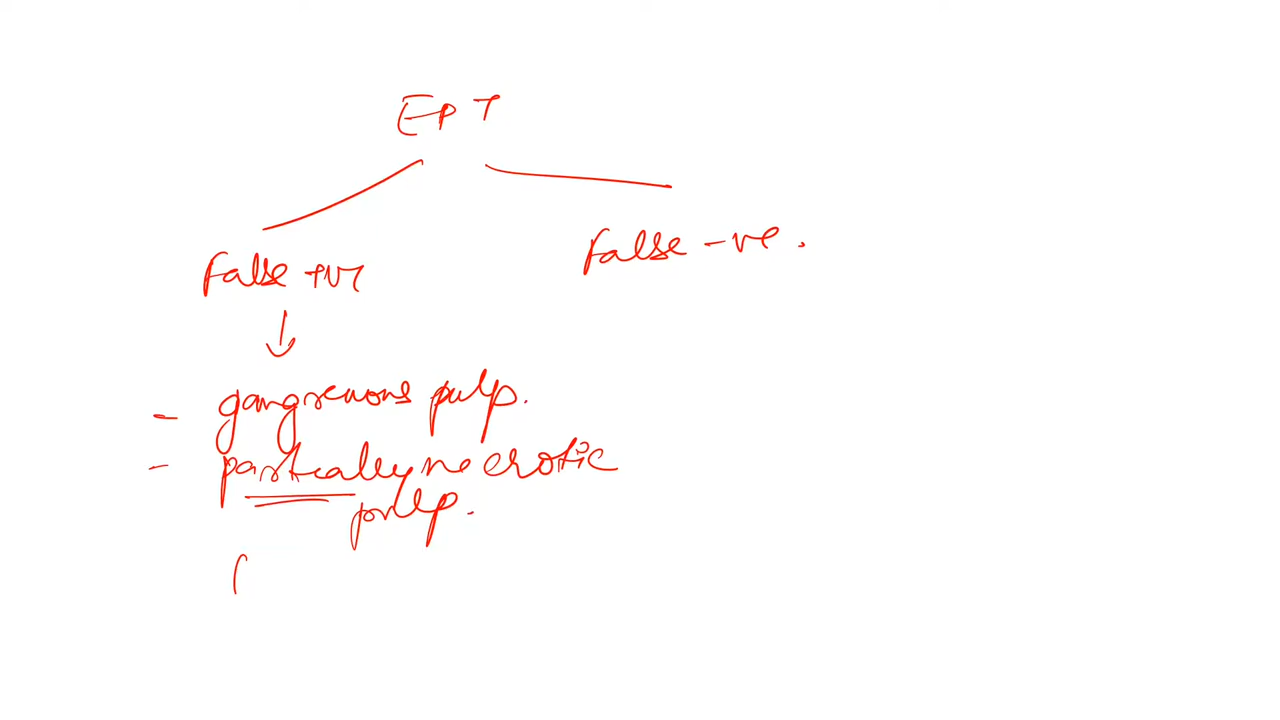 EPT
False +ve
False -ve.
- gangrenous pulp.
- partially necrotic
pulp.
(